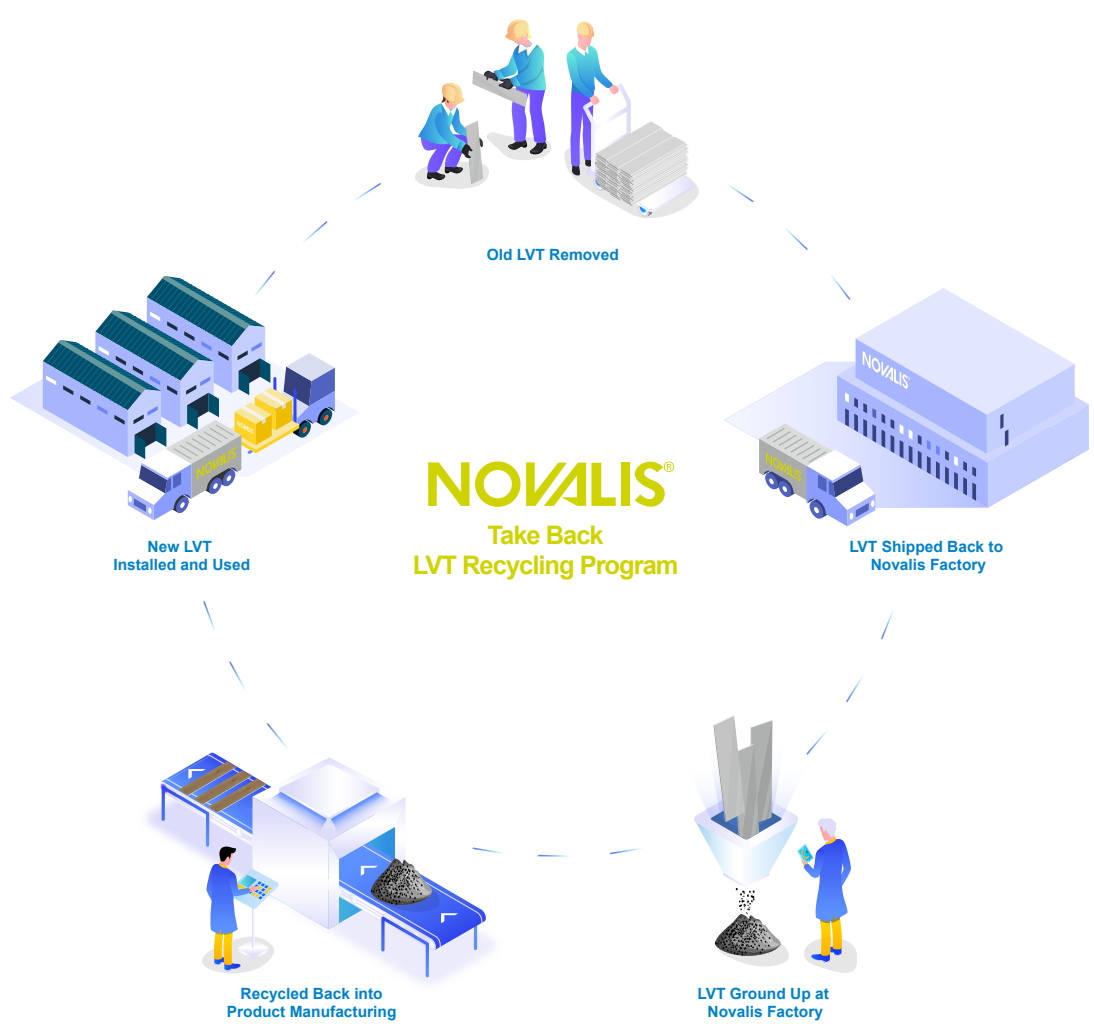 Old LVT Removed
NOVALIS
NOVALIS
NOVALIS
NOVALIS
NOVALIS®
Take Back
LVT Recycling Program
New LVT
Installed and Used
LVT Shipped Back to
Novalis Factory
Recycled Back into
Product Manufacturing
LVT Ground Up at
Novalis Factory